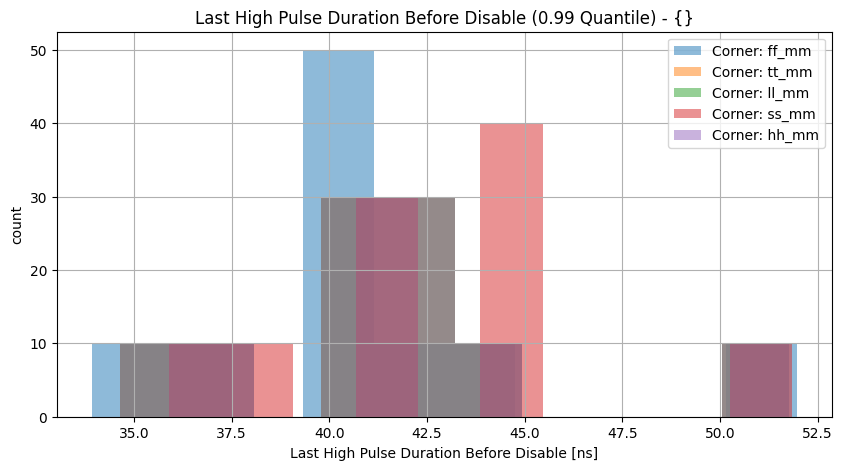 Last High Pulse Duration Before Disable (0.99 Quantile) - {}
Corner: ff_mm
Corner: tt_mm
Corner: ll_mm
Corner: ss_mm
Corner: hh_mm
count
50
40
30
20
10
0
35.0 37.5 40.0 42.5 45.0 47.5 50.0 52.5
Last High Pulse Duration Before Disable [ns]